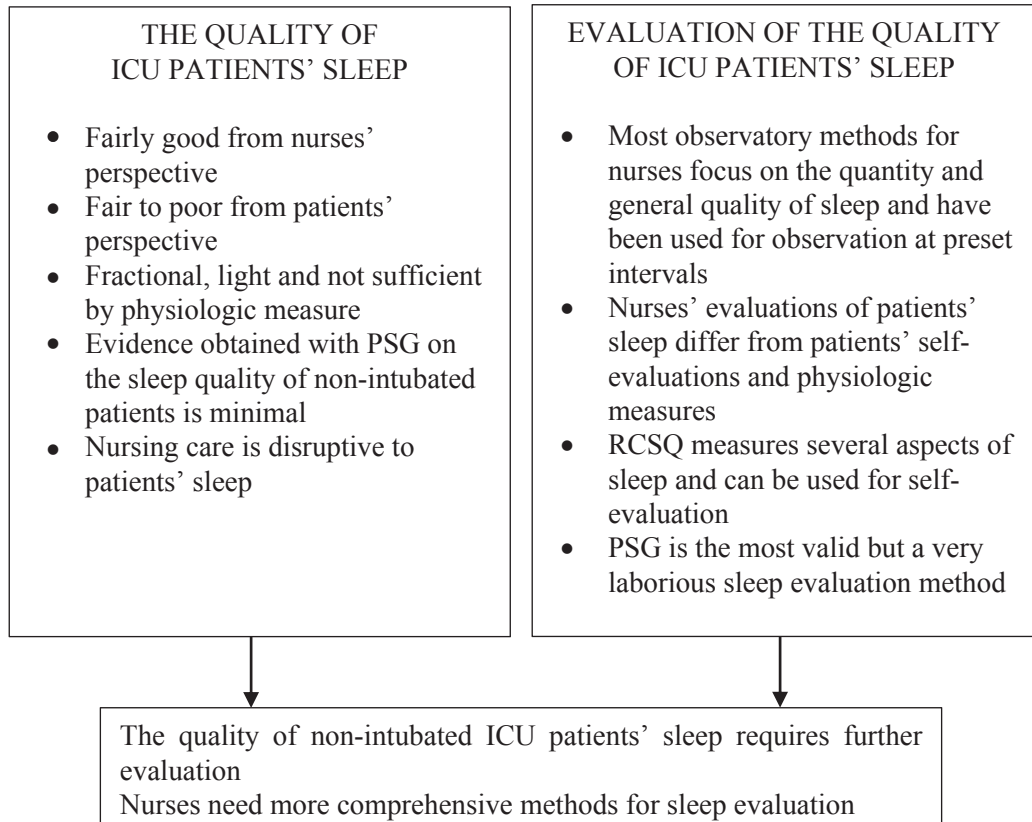 THE QUALITY OF
ICU PATIENTS’ SLEEP
• Fairly good from nurses’
perspective
• Fair to poor from patients’
perspective
• Fractional, light and not sufficient
by physiologic measure
• Evidence obtained with PSG on
the sleep quality of non-intubated
patients is minimal
• Nursing care is disruptive to
patients’ sleep
EVALUATION OF THE QUALITY
OF ICU PATIENTS’ SLEEP
• Most observatory methods for
nurses focus on the quantity and
general quality of sleep and have
been used for observation at preset
intervals
• Nurses’ evaluations of patients’
sleep differ from patients’ self-
evaluations and physiologic
measures
• RCSQ measures several aspects of
sleep and can be used for self-
evaluation
• PSG is the most valid but a very
laborious sleep evaluation method
The quality of non-intubated ICU patients’ sleep requires further
evaluation
Nurses need more comprehensive methods for sleep evaluation